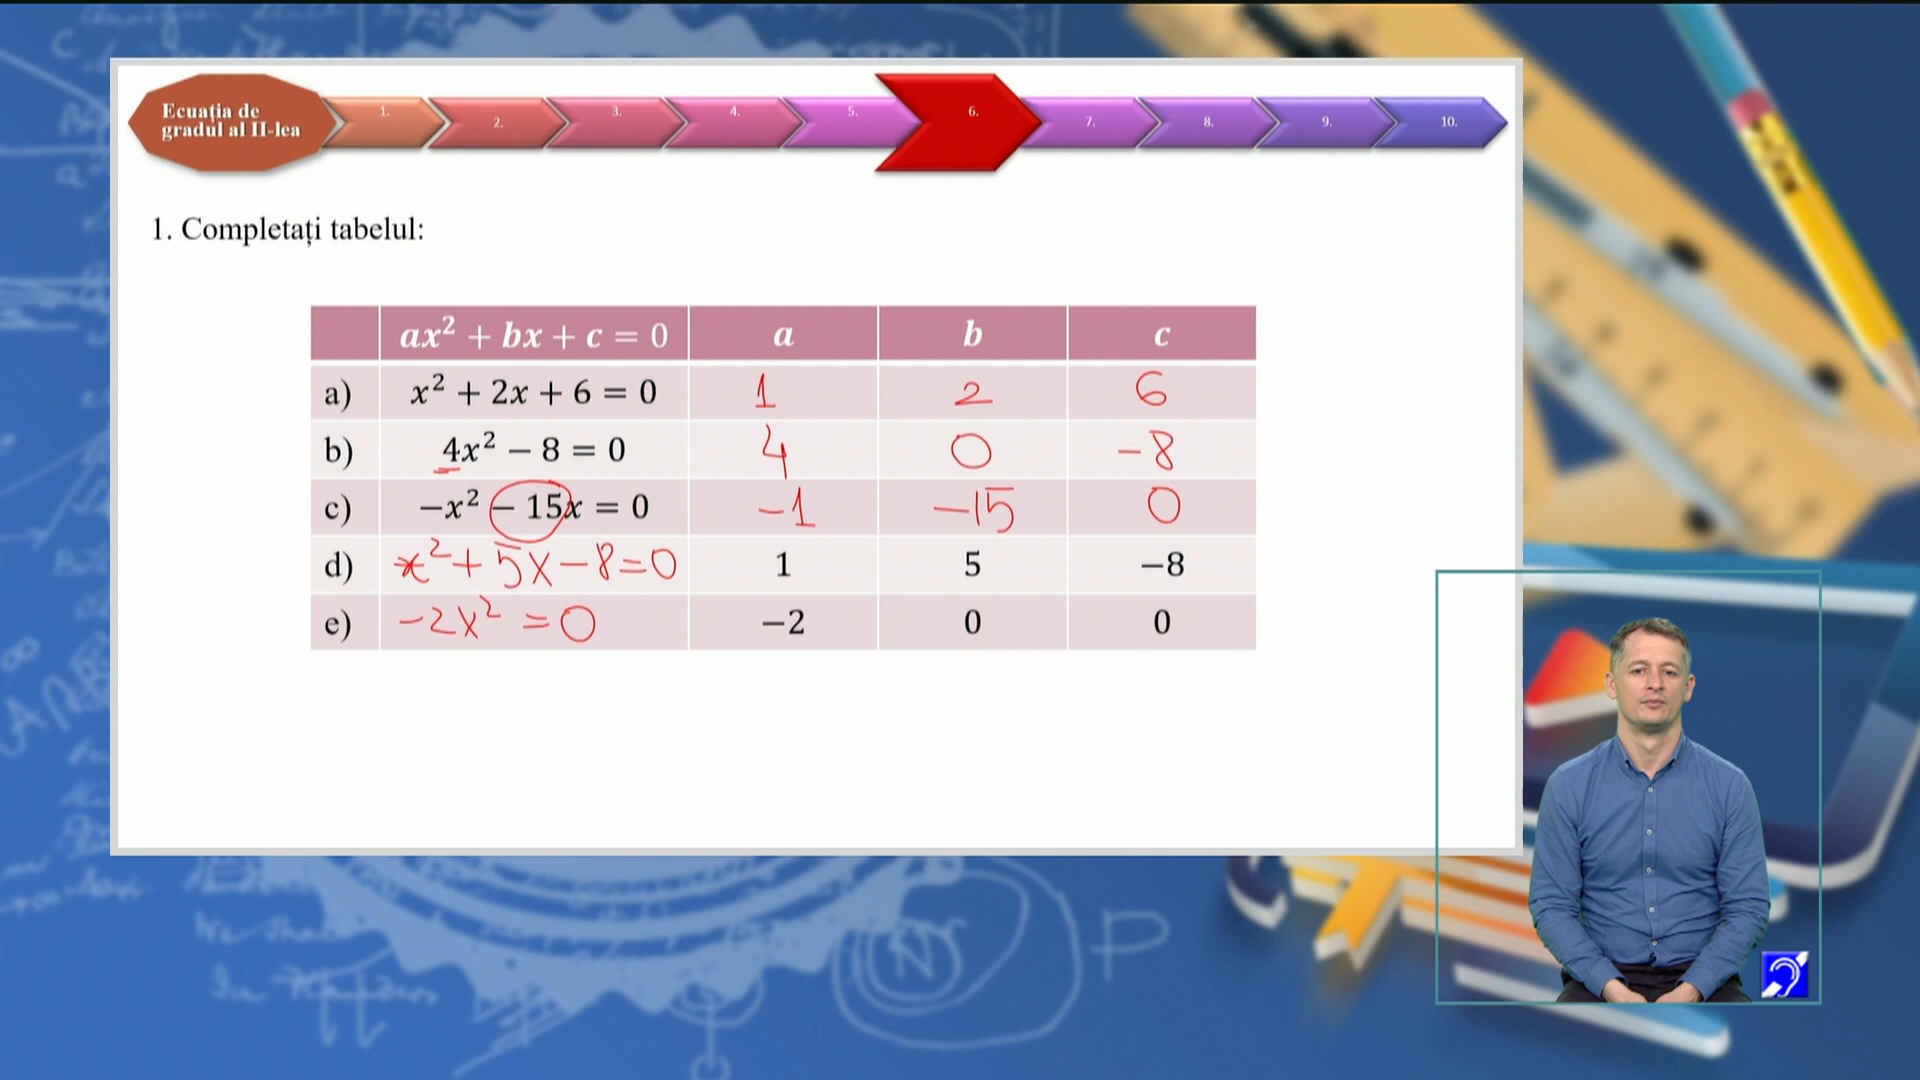 Ecuația de
gradul al II-lea
1. 2. 3. 4. 5. 6. 7. 8. 9. 10.
1. Completați tabelul:
ax² + bx + c = 0 a b c
a) x² + 2x + 6 = 0 1 2 6
b) 4x² − 8 = 0 4 0 −8
c) −x² − 15x = 0 −1 −15 0
d) x² + 5x − 8 = 0 1 5 −8
e) −2x² = 0 −2 0 0
N
P